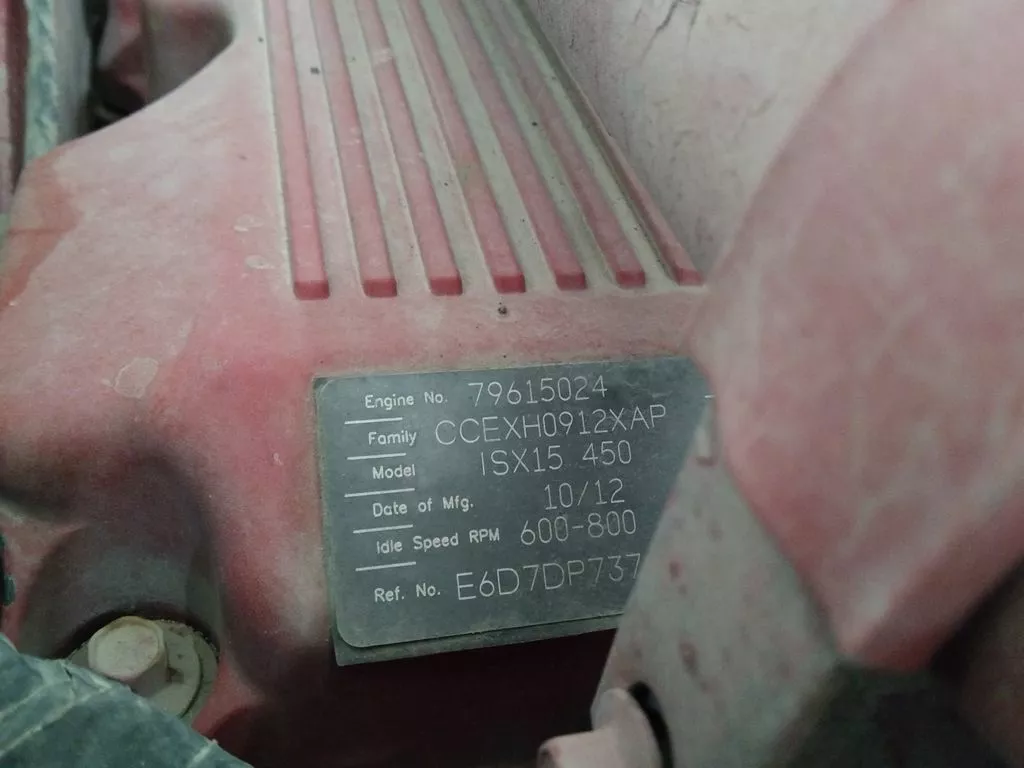 Engine No. 79615024
Family CCEXH0912XAP
Model ISX15 450
Date of Mfg. 10/12
Idle Speed RPM 600-800
Ref. No. E6D7DP737